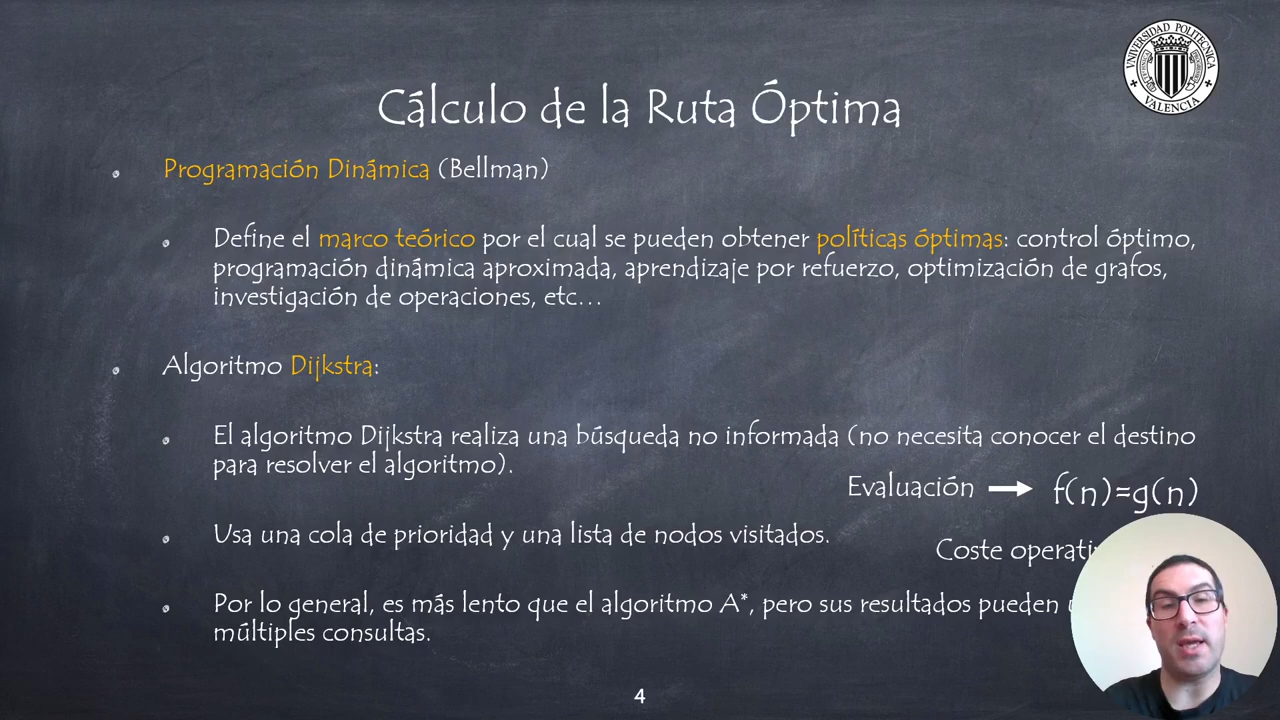 UNIVERSIDAD POLITECNICA
VALENCIA
Cálculo de la Ruta Óptima
Programación Dinámica (Bellman)
Define el marco teórico por el cual se pueden obtener políticas óptimas: control óptimo,
programación dinámica aproximada, aprendizaje por refuerzo, optimización de grafos,
investigación de operaciones, etc...
Algoritmo Dijkstra:
El algoritmo Dijkstra realiza una búsqueda no informada (no necesita conocer el destino
para resolver el algoritmo).
Evaluación → f(n)=g(n)
Usa una cola de prioridad y una lista de nodos visitados.
Coste
Por lo general, es más lento que el algoritmo A*, pero sus resultados pueden
múltiples consultas.
4